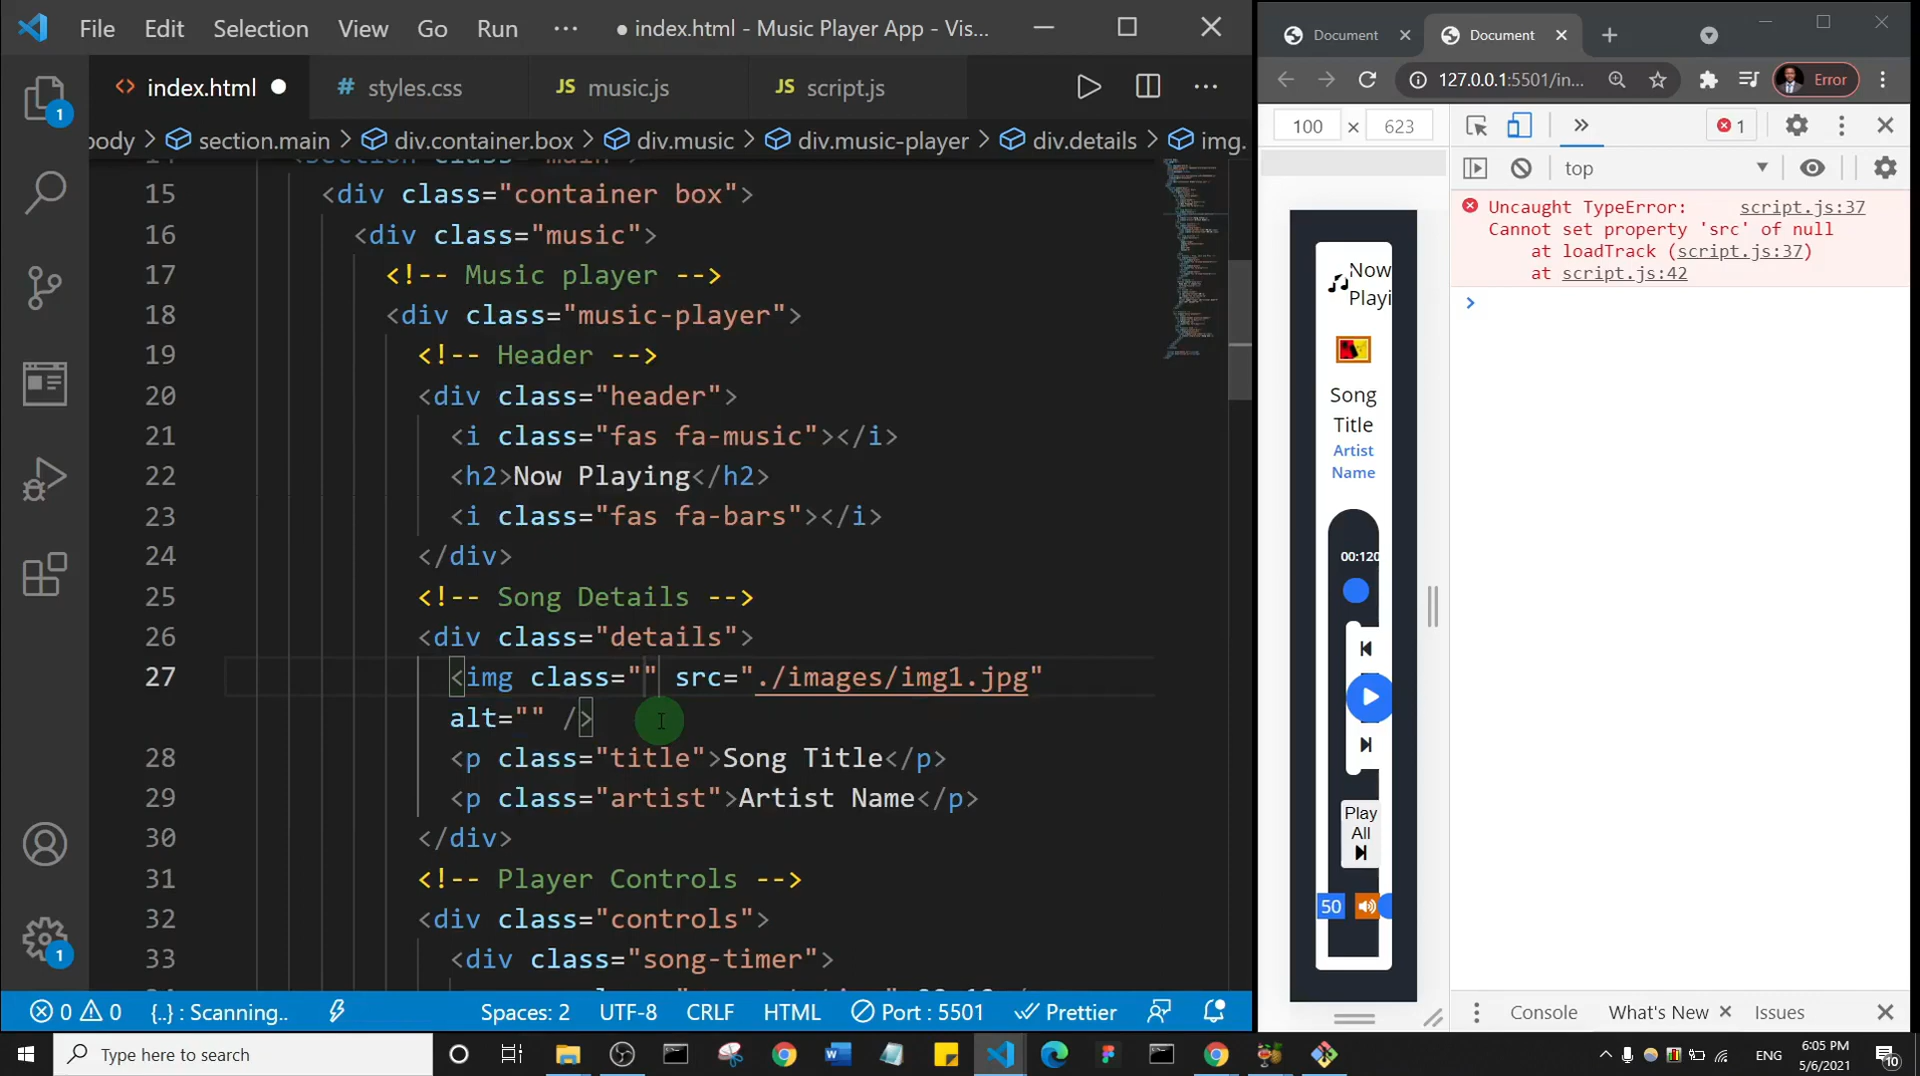 File Edit Selection View Go Run ··· ● index.html - Music Player App - Vis...
<> index.html ● # styles.css JS music.js JS script.js
body > section.main > div.container.box > div.music > div.music-player > div.details > img.
15 <div class="container box">
16 <div class="music">
17 <!-- Music player -->
18 <div class="music-player">
19 <!-- Header -->
20 <div class="header">
21 <i class="fas fa-music"></i>
22 <h2>Now Playing</h2>
23 <i class="fas fa-bars"></i>
24 </div>
25 <!-- Song Details -->
26 <div class="details">
27 <img class="" src="./images/img1.jpg"
alt="" />
28 <p class="title">Song Title</p>
29 <p class="artist">Artist Name</p>
30 </div>
31 <!-- Player Controls -->
32 <div class="controls">
33 <div class="song-timer">
1
1
0 0 {..} : Scanning.. Spaces: 2 UTF-8 CRLF HTML Port : 5501 Prettier
Document Document
127.0.0.1:5501/in... Error
100 × 623
1
top
Uncaught TypeError: script.js:37
Cannot set property 'src' of null
at loadTrack (script.js:37)
at script.js:42
Now
Playi
Song
Title
Artist
Name
00:120
Play
All
50
Console What's New Issues
Type here to search
ENG
6:05 PM
5/6/2021
10